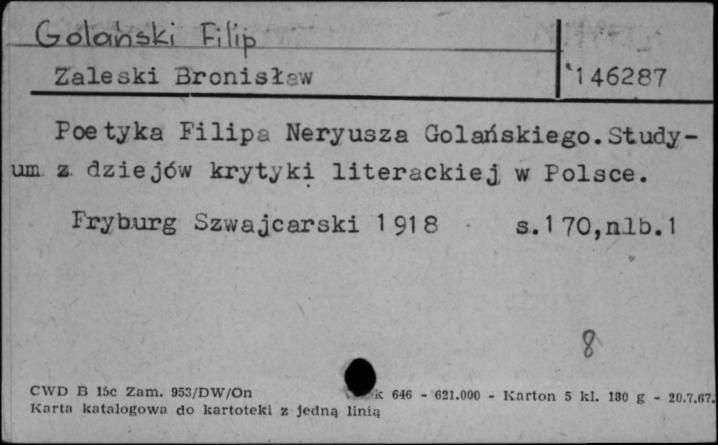 Golański Filip
Zaleski Bronisław
146287
Poetyka Filipa Neryusza Golańskiego. Study-
um z dziejów krytyki literackiej w Polsce.
Fryburg Szwajcarski 1918 s.170,nlb.1
8
CWD B 15c Zam. 953/DW/On k 646 - 621.000 - Karton 5 kl. 180 g - 20.7.67.
Karta katalogowa do kartoteki z jedną linią